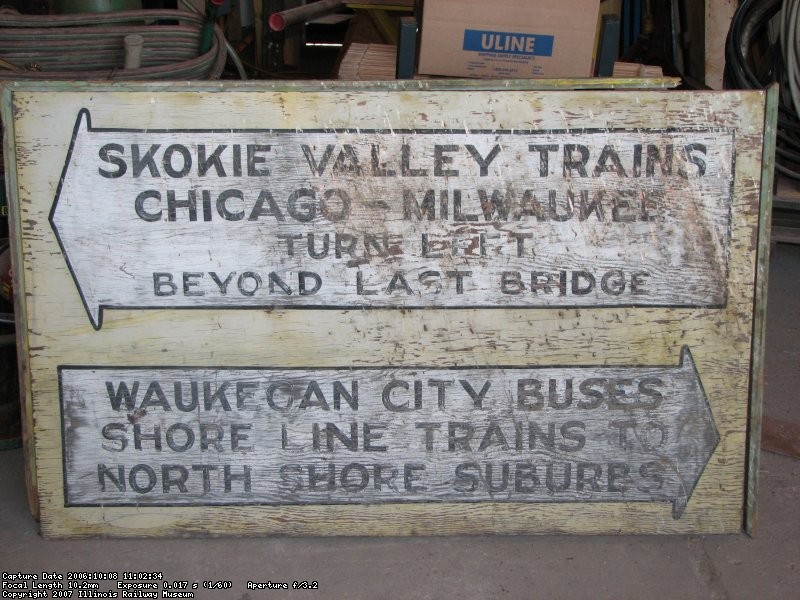 ULINE
SKOKIE VALLEY TRAINS
CHICAGO - MILWAUKEE
TURN LEFT
BEYOND LAST BRIDGE
WAUKEGAN CITY BUSES
SHORE LINE TRAINS TO
NORTH SHORE SUBURBS
Capture Date 2006:10:08 11:02:34
Focal Length 10.2mm Exposure 0.017 s (1/60) Aperture f/3.2
Copyright 2007 Illinois Railway Museum